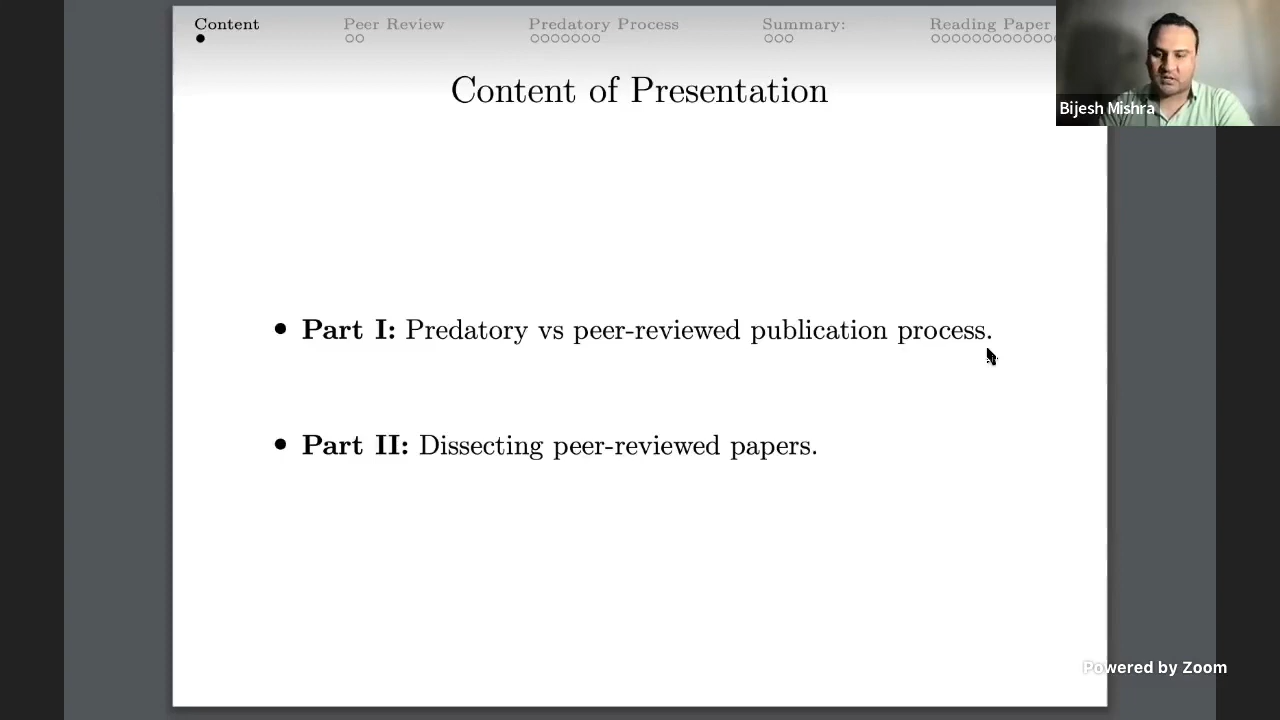 Content Peer Review Predatory Process Summary: Reading Paper
Bijesh Mishra
Content of Presentation
• Part I: Predatory vs peer-reviewed publication process.
• Part II: Dissecting peer-reviewed papers.
Powered by Zoom